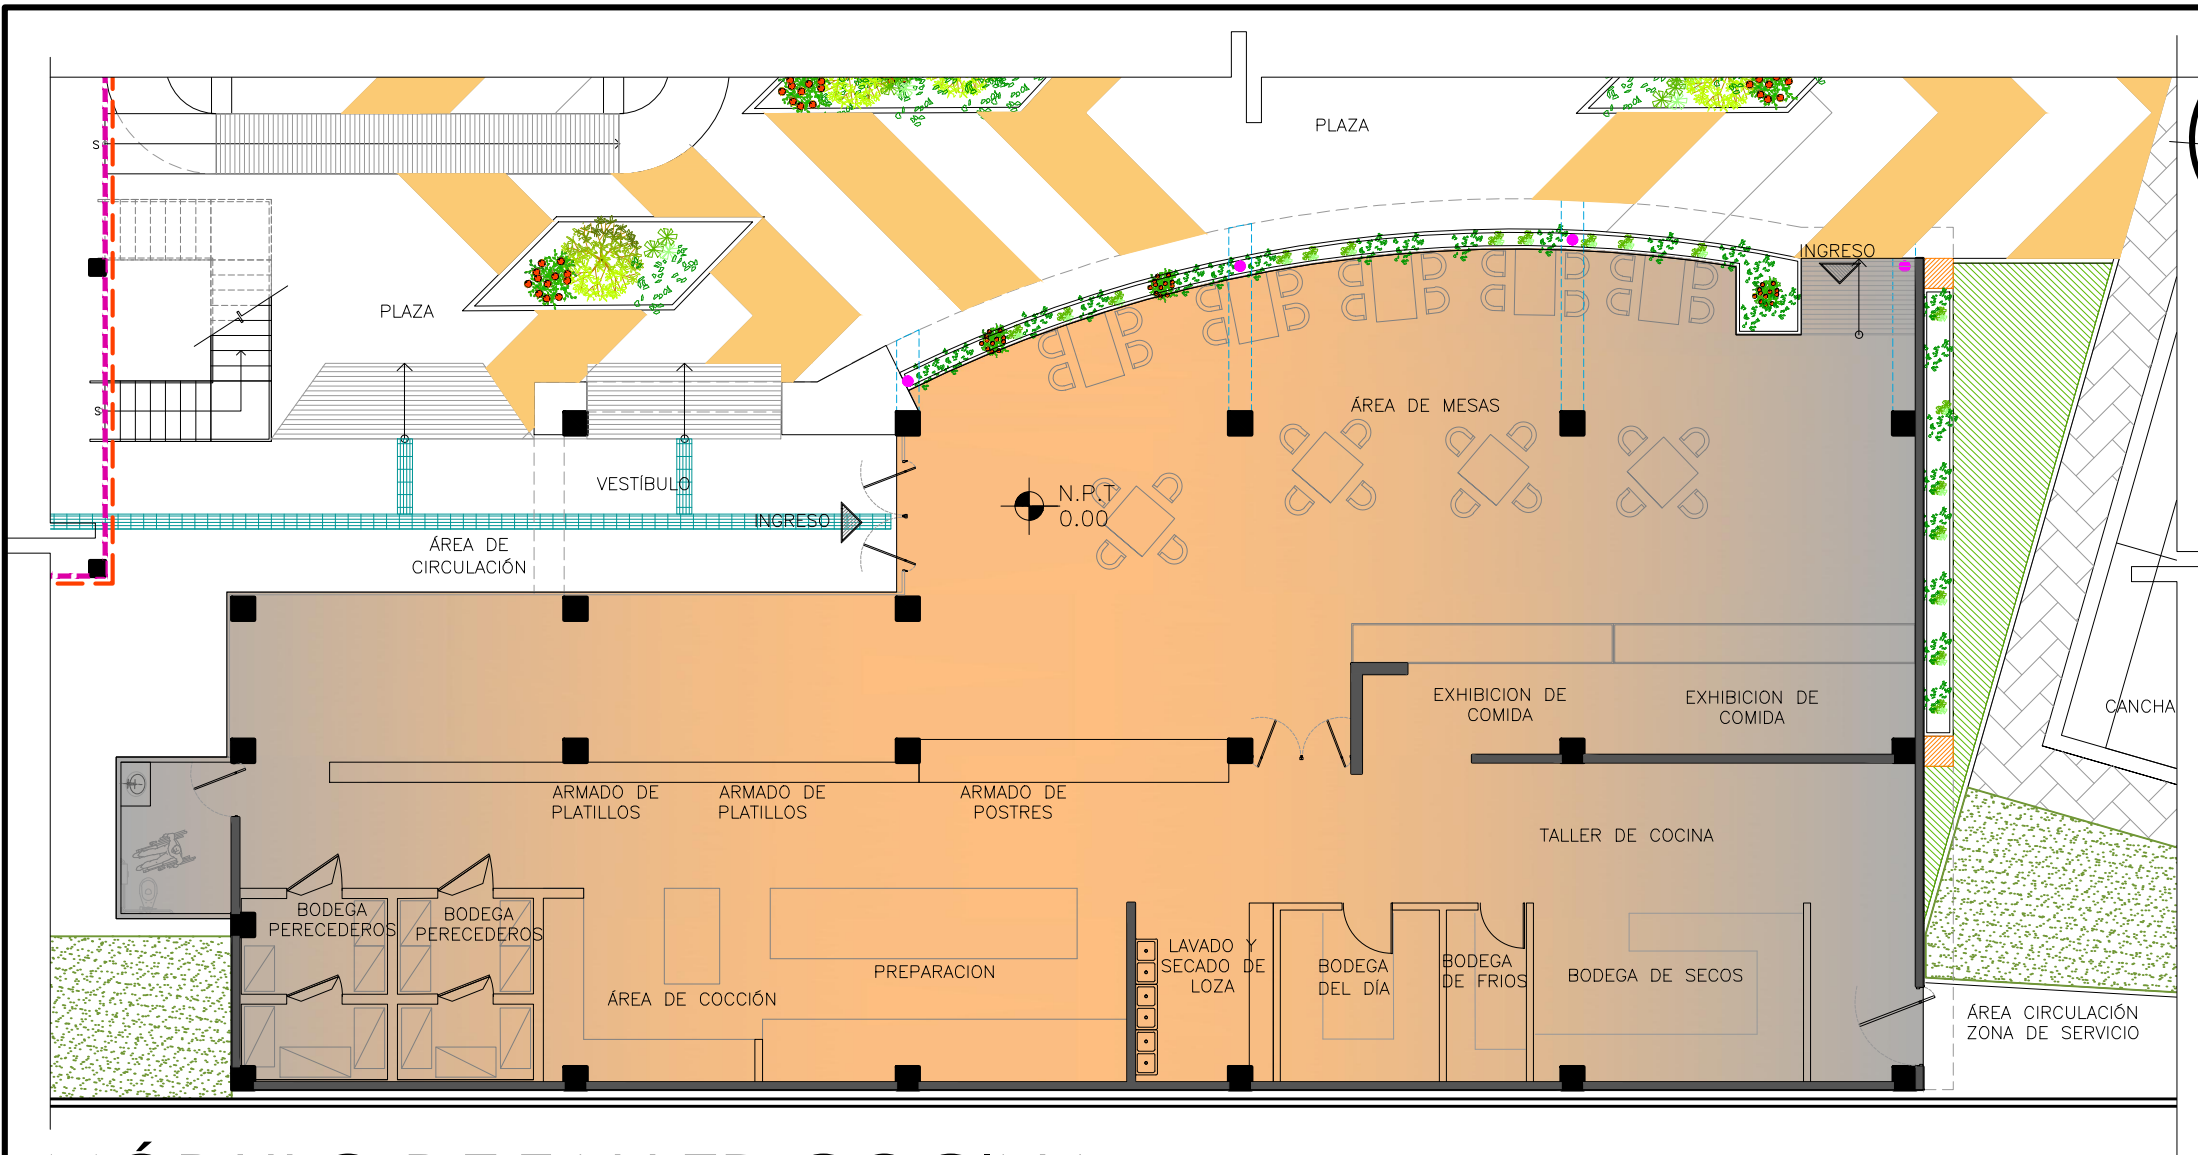 PLAZA
S
INGRESO
PLAZA
ÁREA DE MESAS
S
VESTÍBULO
N.P.T
0.00
INGRESO
ÁREA DE
CIRCULACIÓN
EXHIBICION DE
COMIDA
EXHIBICION DE
COMIDA
CANCHA
ARMADO DE
PLATILLOS
ARMADO DE
PLATILLOS
ARMADO DE
POSTRES
TALLER DE COCINA
BODEGA
PERECEDEROS
BODEGA
PERECEDEROS
LAVADO Y
SECADO DE
LOZA
BODEGA
DEL DÍA
BODEGA
DE FRIOS
BODEGA DE SECOS
PREPARACION
ÁREA DE COCCIÓN
ÁREA CIRCULACIÓN
ZONA DE SERVICIO